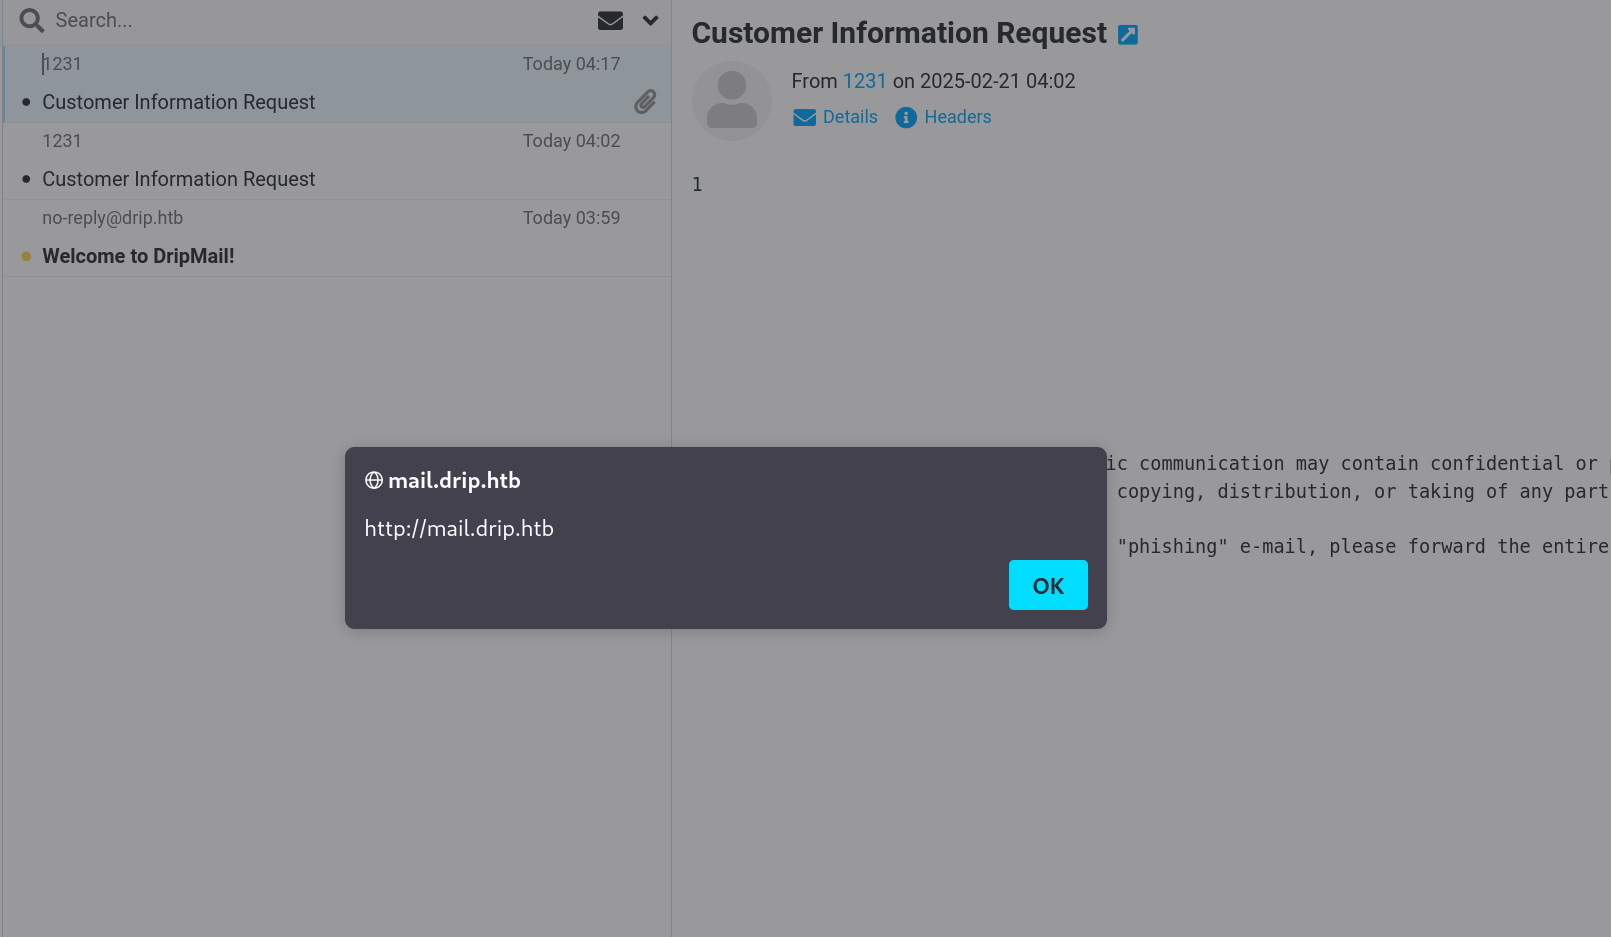 Search...
1231 Today 04:17
Customer Information Request
1231 Today 04:02
Customer Information Request
no-reply@drip.htb Today 03:59
Welcome to DripMail!
Customer Information Request
From 1231 on 2025-02-21 04:02
Details Headers
1
ic communication may contain confidential or
copying, distribution, or taking of any part
"phishing" e-mail, please forward the entire
mail.drip.htb
http://mail.drip.htb
OK